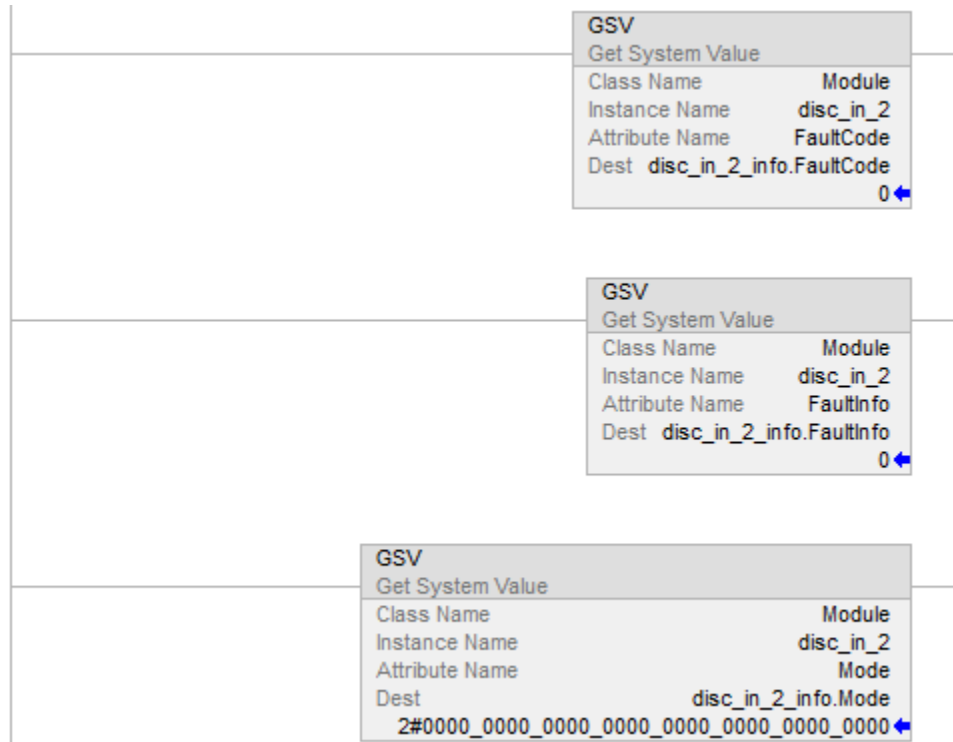 GSV
Get System Value
Class Name Module
Instance Name disc_in_2
Attribute Name FaultCode
Dest disc_in_2_info.FaultCode
0
GSV
Get System Value
Class Name Module
Instance Name disc_in_2
Attribute Name FaultInfo
Dest disc_in_2_info.FaultInfo
0
GSV
Get System Value
Class Name Module
Instance Name disc_in_2
Attribute Name Mode
Dest disc_in_2_info.Mode
2#0000_0000_0000_0000_0000_0000_0000_0000